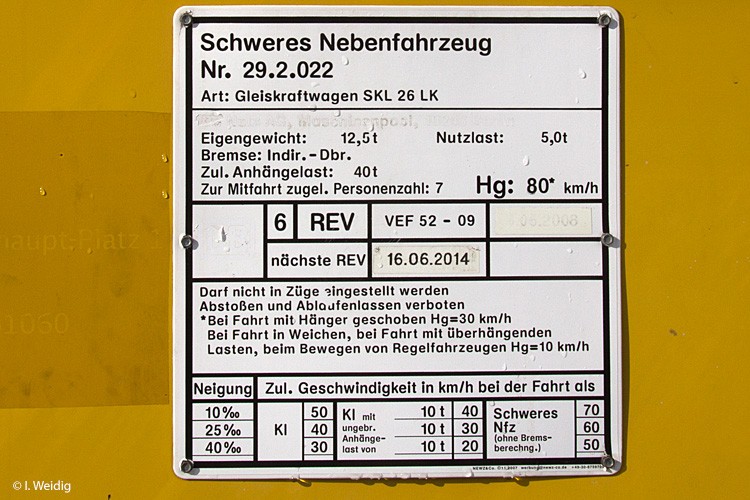 Schweres Nebenfahrzeug
Nr. 29.2.022
Art: Gleiskraftwagen SKL 26 LK
Eigengewicht: 12,5t Nutzlast: 5,0t
Bremse: Indir.-Dbr.
Zul. Anhängelast: 40t
Zur Mitfahrt zugel. Personenzahl: 7 Hg: 80* km/h
6 REV VEF 52 - 09
nächste REV 16.06.2014
Darf nicht in Züge eingestellt werden
Abstoßen und Ablaufenlassen verboten
*Bei Fahrt mit Hänger geschoben Hg=30 km/h
Bei Fahrt in Weichen, bei Fahrt mit überhängenden
Lasten, beim Bewegen von Regelfahrzeugen Hg=10 km/h
Neigung Zul. Geschwindigkeit in km/h bei der Fahrt als
10‰ 50 Kl mit 10 t 40 Schweres 70
25‰ Kl 40 ungebr. 10 t 30 Nfz 60
Anhänge- (ohne Brems-
40‰ 30 last von 10 t 20 berechng.) 50
haupt:Platz
1060
© I. Weidig